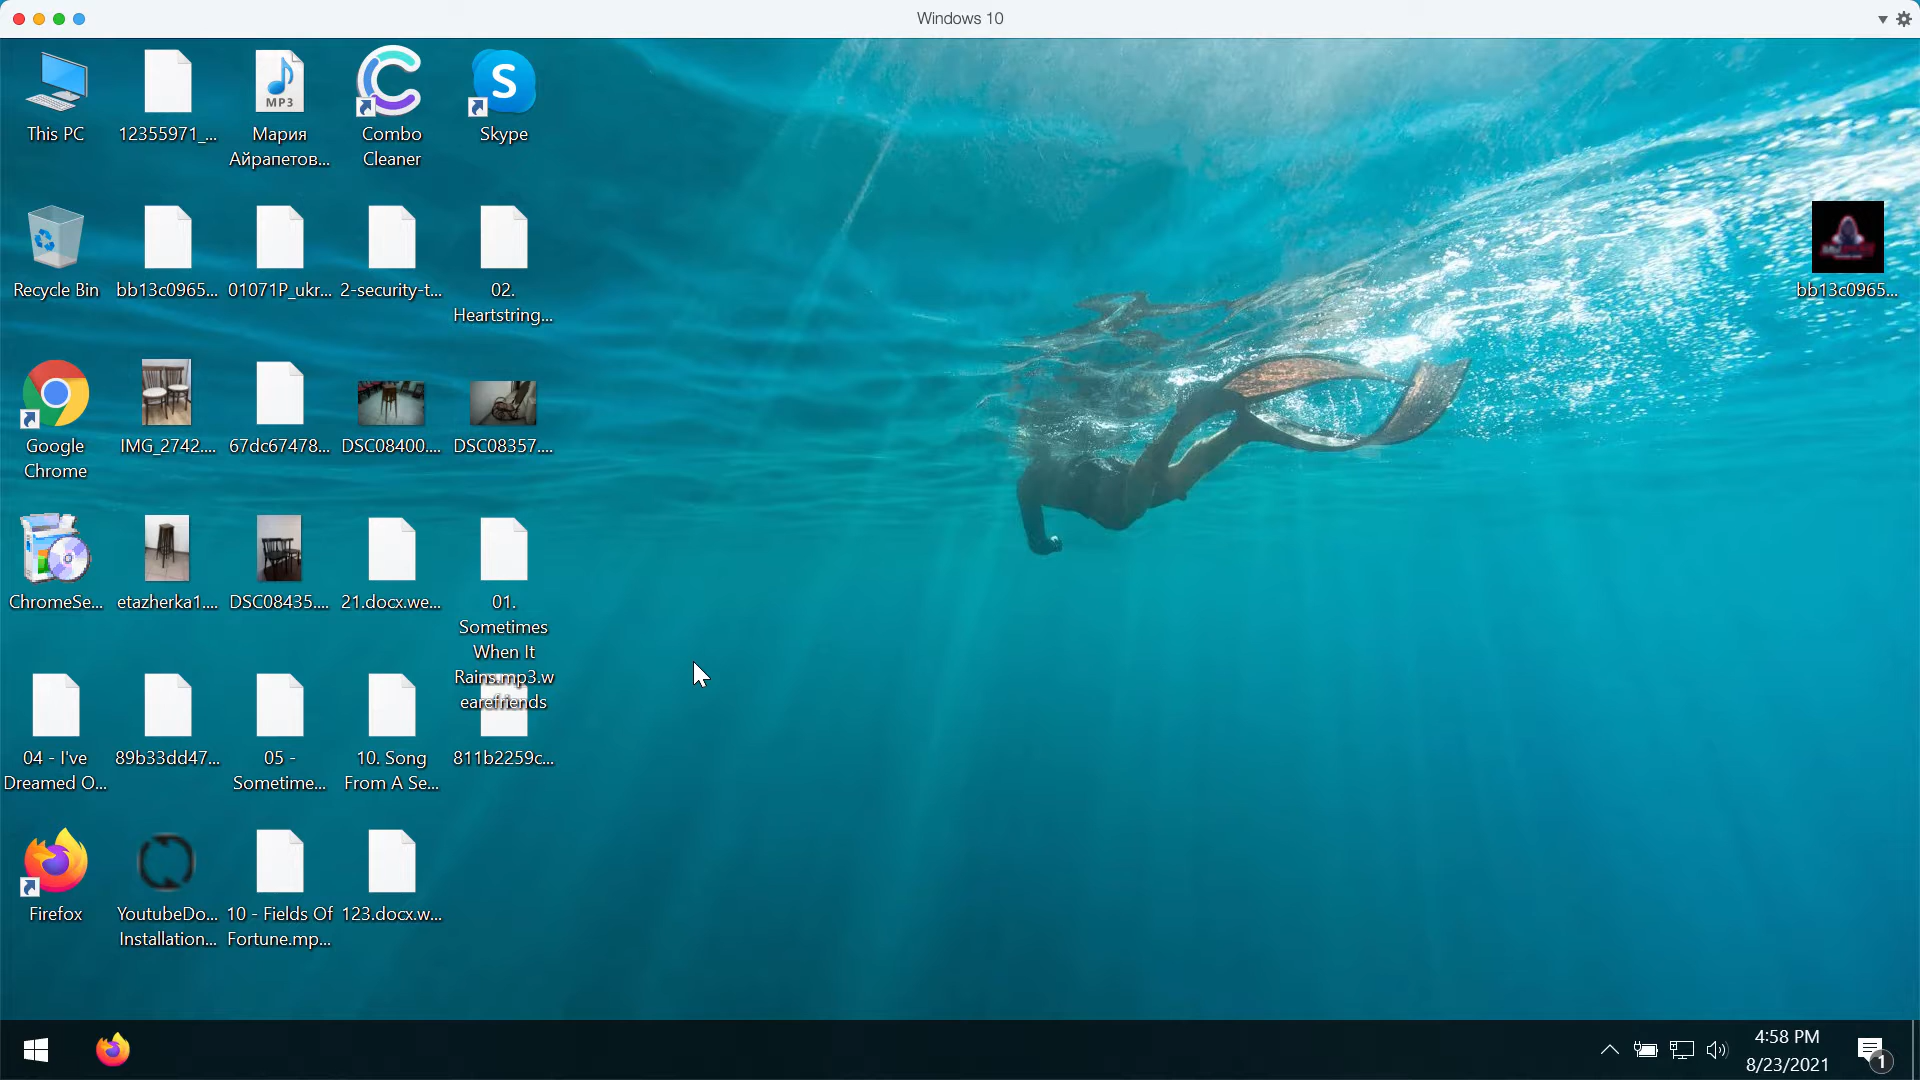 Windows 10
This PC
12355971_...
Мария
Айрапетов...
Combo
Cleaner
Skype
MP3
Recycle Bin
bb13c0965...
01071P_ukr...
2-security-t...
02.
Heartstring...
bb13c0965...
Google
Chrome
IMG_2742....
67dc67478...
DSC08400....
DSC08357....
ChromeSe...
etazherka1....
DSC08435....
21.docx.we...
01.
Sometimes
When It
Rains.mp3.w
earefriends
04 - I've
Dreamed O...
89b33dd47...
05 -
Sometime...
10. Song
From A Se...
811b2259c...
Firefox
YoutubeDo...
Installation...
10 - Fields Of
Fortune.mp...
123.docx.w...
4:58 PM
8/23/2021
1